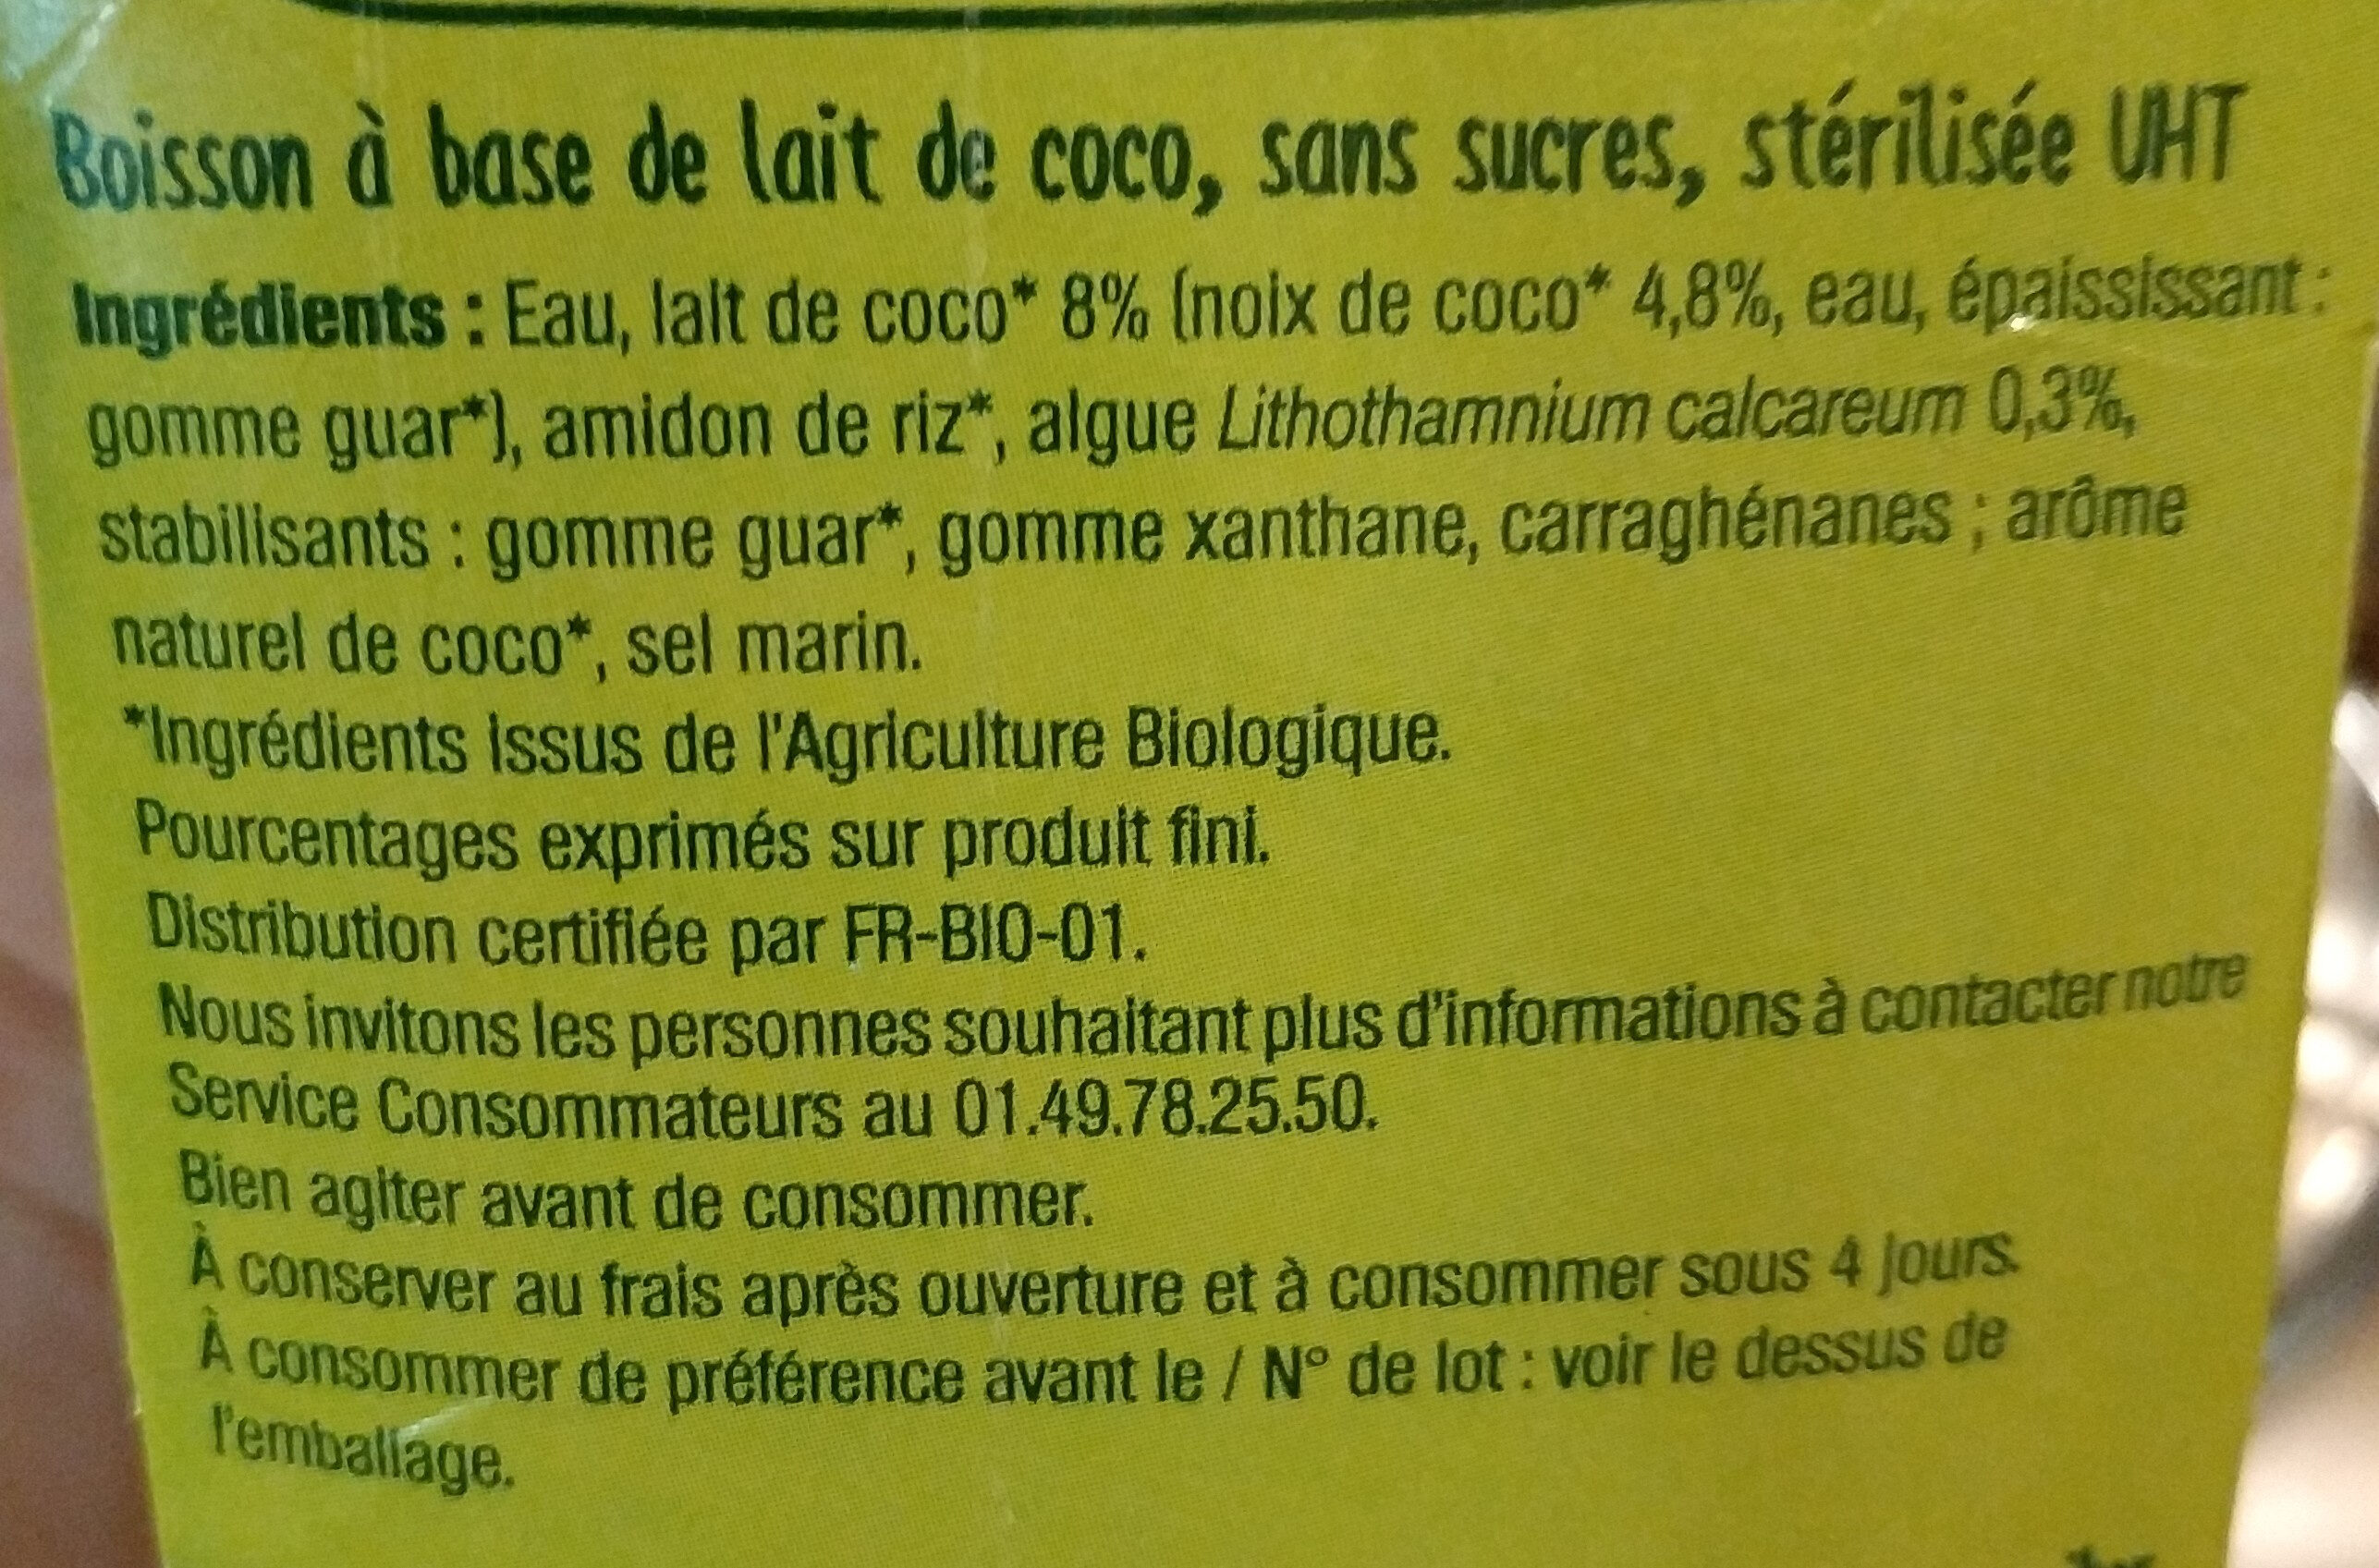 Boisson à base de lait de coco, sans sucres, stérilisée UHT
Ingrédients : Eau, lait de coco* 8% (noix de coco* 4,8%, eau, épaississant :
gomme guar*), amidon de riz*, algue Lithothamnium calcareum 0,3%,
stabilisants : gomme guar*, gomme xanthane, carraghénanes ; arôme
naturel de coco*, sel marin.
*Ingrédients issus de l'Agriculture Biologique.
Pourcentages exprimés sur produit fini.
Distribution certifiée par FR-BIO-01.
Nous invitons les personnes souhaitant plus d'informations à contacter notre
Service Consommateurs au 01.49.78.25.50.
Bien agiter avant de consommer.
À conserver au frais après ouverture et à consommer sous 4 jours.
À consommer de préférence avant le / N° de lot : voir le dessus de
l'emballage.